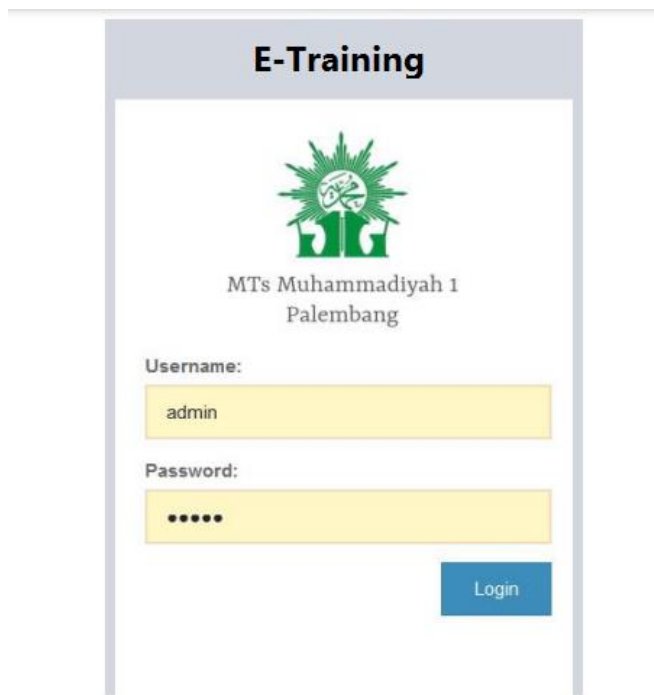 E-Training
MTs Muhammadiyah 1
Palembang
Username:
admin
Password:
•••••
Login